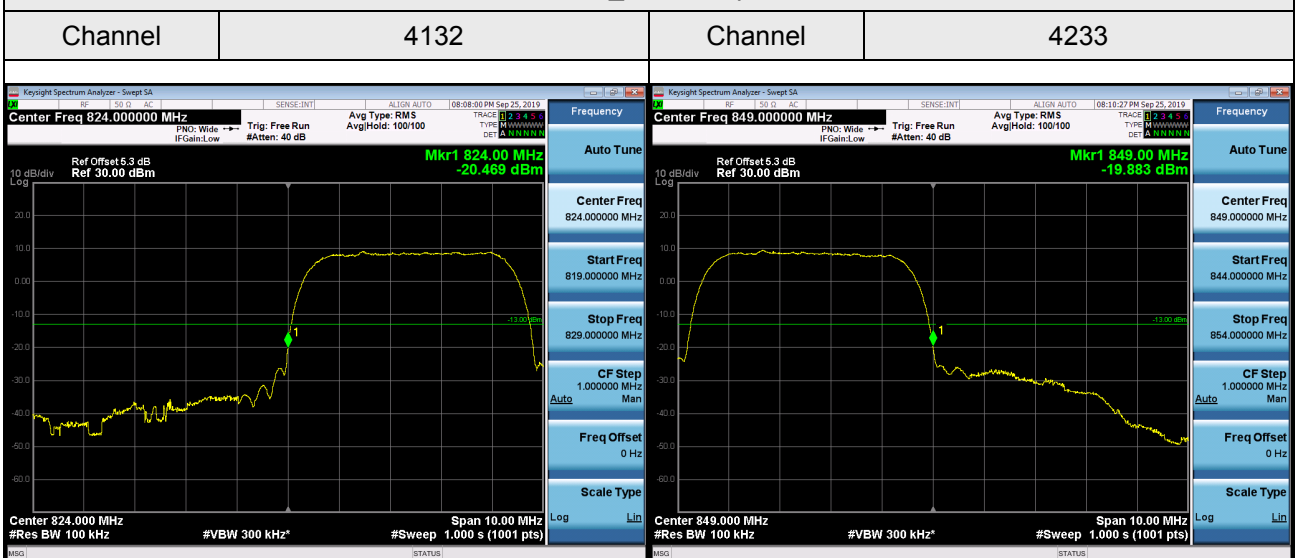 Channel 4132 Channel 4233
Keysight Spectrum Analyzer - Swept SA
LXI RF 50 Ω AC SENSE:INT ALIGN AUTO 08:08:00 PM Sep 25, 2019
Center Freq 824.000000 MHz
PNO: Wide
IFGain:Low
Trig: Free Run
#Atten: 40 dB
Avg Type: RMS
Avg|Hold: 100/100
TRACE 1 2 3 4 5 6
TYPE M WWWWW
DET A N N N N N
Frequency
Auto Tune
Center Freq
824.000000 MHz
Start Freq
819.000000 MHz
Stop Freq
829.000000 MHz
CF Step
1.000000 MHz
Auto Man
Freq Offset
0 Hz
Scale Type
Log Lin
Mkr1 824.00 MHz
-20.469 dBm
Ref Offset 5.3 dB
10 dB/div Ref 30.00 dBm
Log
20.0
10.0
0.00
-10.0
-13.00 dBm
-20.0
-30.0
-40.0
-50.0
-60.0
1
Center 824.000 MHz Span 10.00 MHz
#Res BW 100 kHz #VBW 300 kHz* #Sweep 1.000 s (1001 pts)
MSG STATUS
Keysight Spectrum Analyzer - Swept SA
LXI RF 50 Ω AC SENSE:INT ALIGN AUTO 08:10:27 PM Sep 25, 2019
Center Freq 849.000000 MHz
PNO: Wide
IFGain:Low
Trig: Free Run
#Atten: 40 dB
Avg Type: RMS
Avg|Hold: 100/100
TRACE 1 2 3 4 5 6
TYPE M WWWWW
DET A N N N N N
Frequency
Auto Tune
Center Freq
849.000000 MHz
Start Freq
844.000000 MHz
Stop Freq
854.000000 MHz
CF Step
1.000000 MHz
Auto Man
Freq Offset
0 Hz
Scale Type
Log Lin
Mkr1 849.00 MHz
-19.883 dBm
Ref Offset 5.3 dB
10 dB/div Ref 30.00 dBm
Log
20.0
10.0
0.00
-10.0
-13.00 dBm
-20.0
-30.0
-40.0
-50.0
-60.0
1
Center 849.000 MHz Span 10.00 MHz
#Res BW 100 kHz #VBW 300 kHz* #Sweep 1.000 s (1001 pts)
MSG STATUS